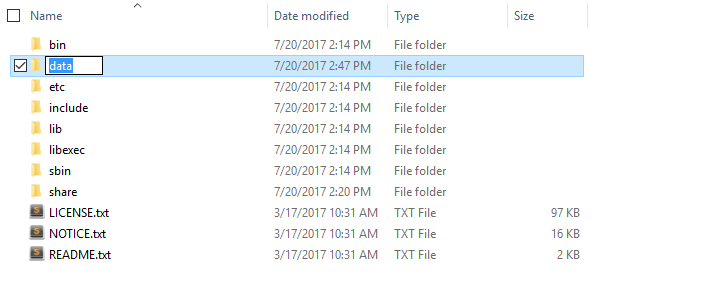 Name Date modified Type Size
bin 7/20/2017 2:14 PM File folder
data 7/20/2017 2:47 PM File folder
etc 7/20/2017 2:14 PM File folder
include 7/20/2017 2:14 PM File folder
lib 7/20/2017 2:14 PM File folder
libexec 7/20/2017 2:14 PM File folder
sbin 7/20/2017 2:14 PM File folder
share 7/20/2017 2:20 PM File folder
LICENSE.txt 3/17/2017 10:31 AM TXT File 97 KB
NOTICE.txt 3/17/2017 10:31 AM TXT File 16 KB
README.txt 3/17/2017 10:31 AM TXT File 2 KB